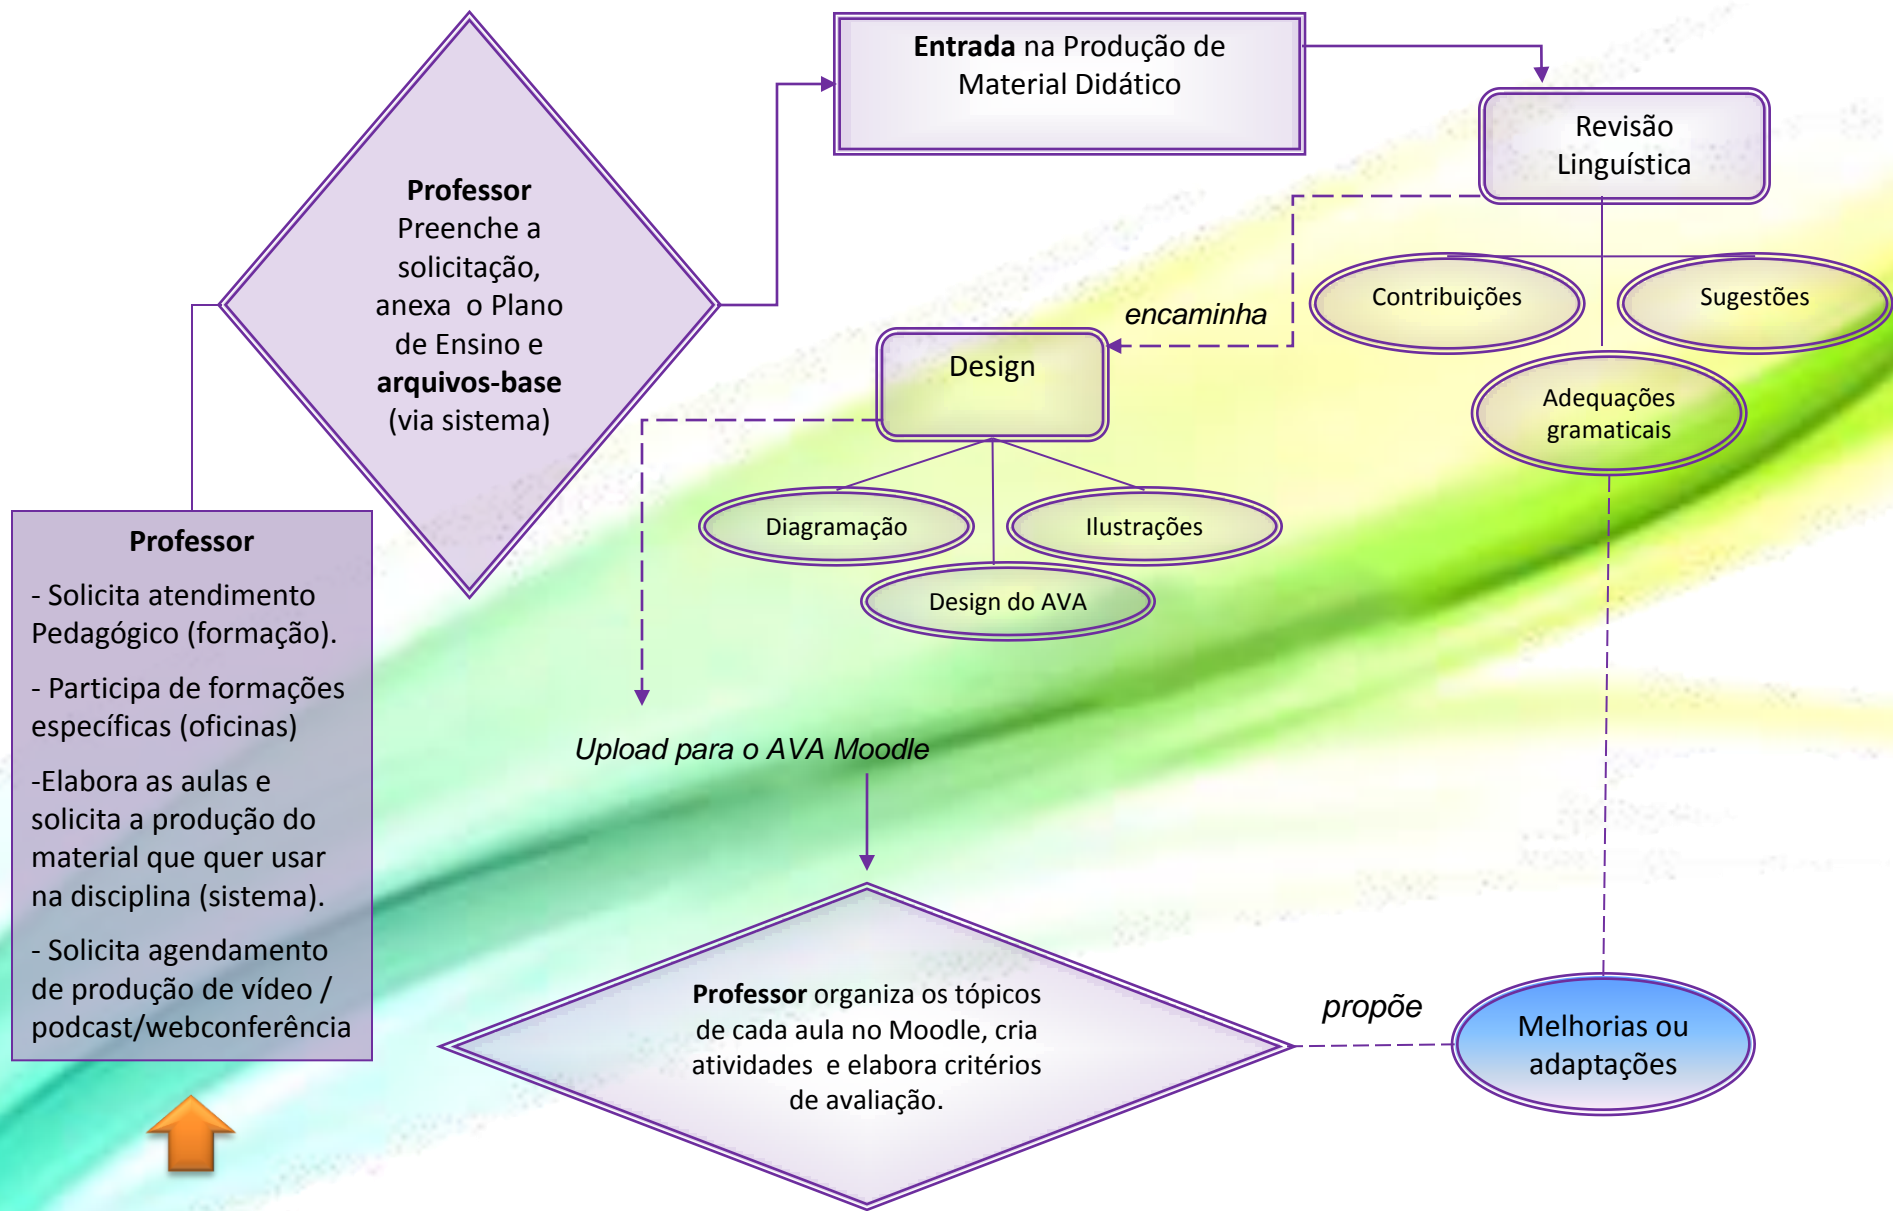 Professor
Preenche a
solicitação,
anexa o Plano
de Ensino e
arquivos-base
(via sistema)
Entrada na Produção de
Material Didático
Revisão
Linguística
Contribuições
Sugestões
Adequações
gramaticais
encaminha
Design
Diagramação
Ilustrações
Design do AVA
Upload para o AVA Moodle
Professor
- Solicita atendimento
Pedagógico (formação).
- Participa de formações
específicas (oficinas)
-Elabora as aulas e
solicita a produção do
material que quer usar
na disciplina (sistema).
- Solicita agendamento
de produção de vídeo /
podcast/webconferência
Professor organiza os tópicos
de cada aula no Moodle, cria
atividades e elabora critérios
de avaliação.
propõe
Melhorias ou
adaptações